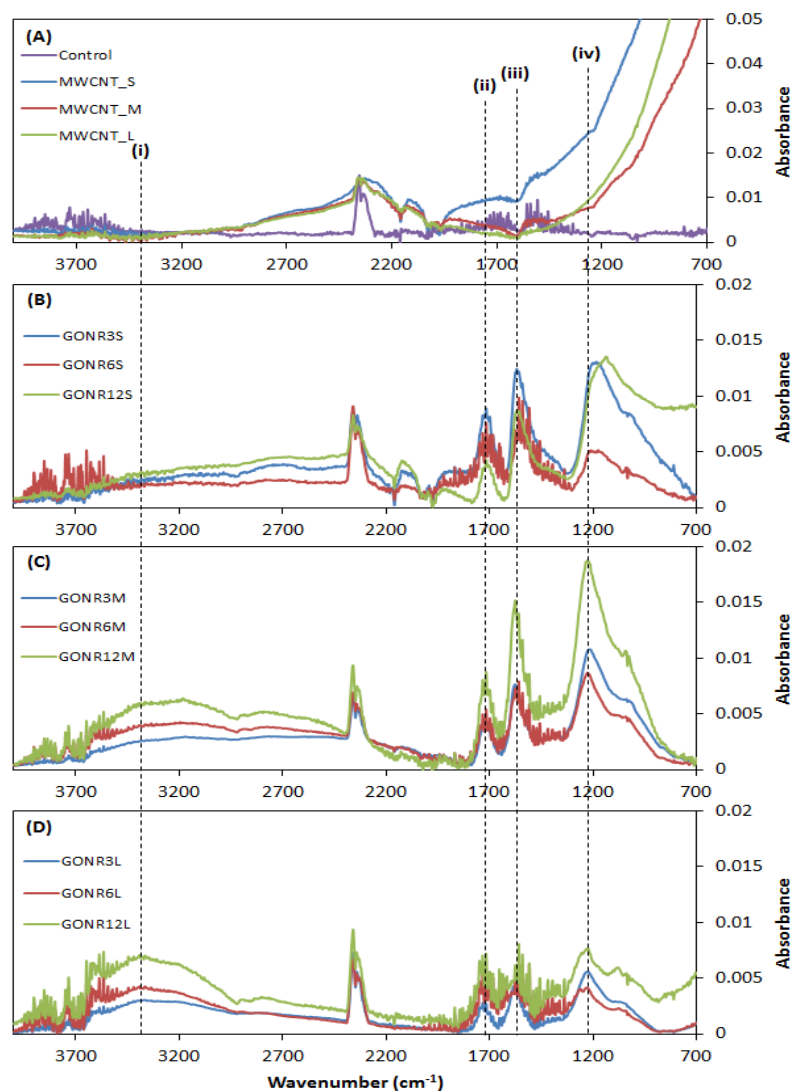 (A)
Control
MWCNT_S
MWCNT_M
MWCNT_L
(i)
(ii)
(iii)
(iv)
0.05
0.04
0.03
0.02
0.01
0
Absorbance
3700 3200 2700 2200 1700 1200 700
(B)
GONR3S
GONR6S
GONR12S
0.02
0.015
0.01
0.005
0
Absorbance
3700 3200 2700 2200 1700 1200 700
(C)
GONR3M
GONR6M
GONR12M
0.02
0.015
0.01
0.005
0
Absorbance
3700 3200 2700 2200 1700 1200 700
(D)
GONR3L
GONR6L
GONR12L
0.02
0.015
0.01
0.005
0
Absorbance
3700 3200 2700 2200 1700 1200 700
Wavenumber (cm⁻¹)